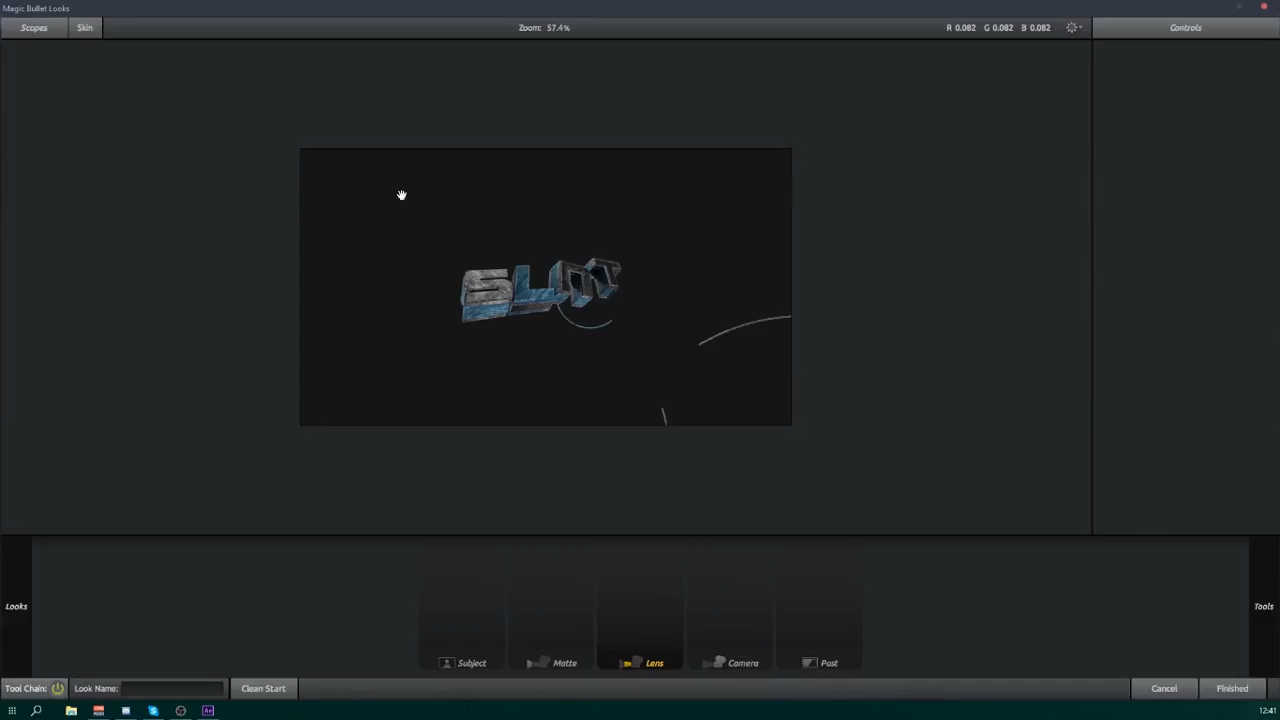 Magic Bullet Looks
Scopes
Skin
Zoom: 57.4%
R 0.082 G 0.082 B 0.082
Controls
Looks
Subject
Matte
Lens
Camera
Post
Tools
Tool Chain:
Look Name:
Clean Start
Cancel
Finished
12:41